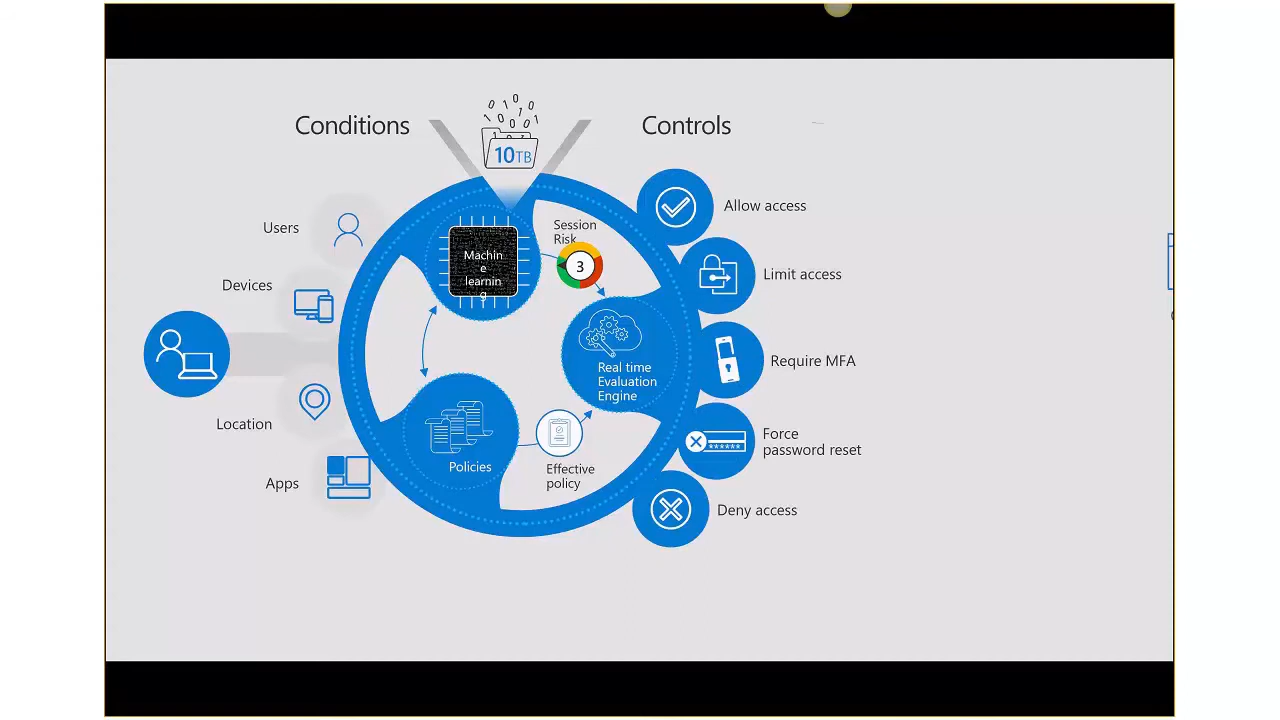 Conditions
Controls
10TB
Users
Devices
Location
Apps
Machin
e
learnin
g
Session
Risk
3
Real time
Evaluation
Engine
Policies
Effective
policy
Allow access
Limit access
Require MFA
Force
password reset
******
Deny access